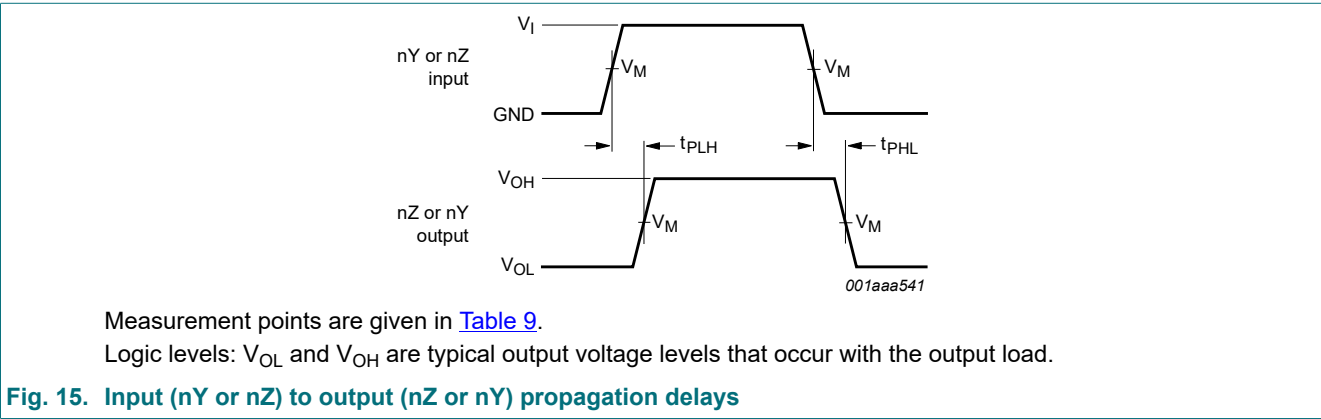 V_I
nY or nZ
input
V_M
V_M
GND
t_PLH
t_PHL
V_OH
nZ or nY
output
V_M
V_M
V_OL
001aaa541
Measurement points are given in Table 9.
Logic levels: V_OL and V_OH are typical output voltage levels that occur with the output load.
Fig. 15. Input (nY or nZ) to output (nZ or nY) propagation delays